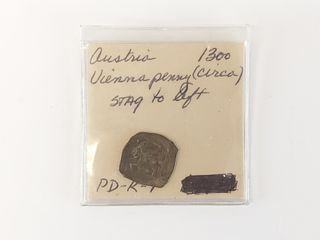 Austria 1300
Vienna penny (circa)
STAG to left
PD-K-